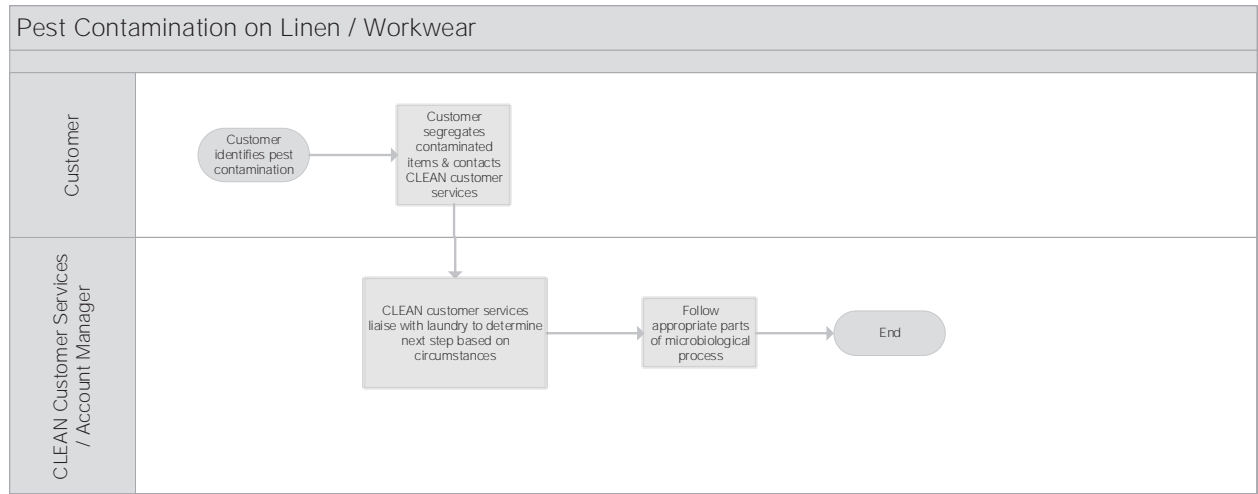 Pest Contamination on Linen / Workwear
Customer
Customer
identifies pest
contamination
Customer
segregates
contaminated
items & contacts
CLEAN customer
services
CLEAN Customer Services
/ Account Manager
CLEAN customer services
liaise with laundry to determine
next step based on
circumstances
Follow
appropriate parts
of microbiological
process
End